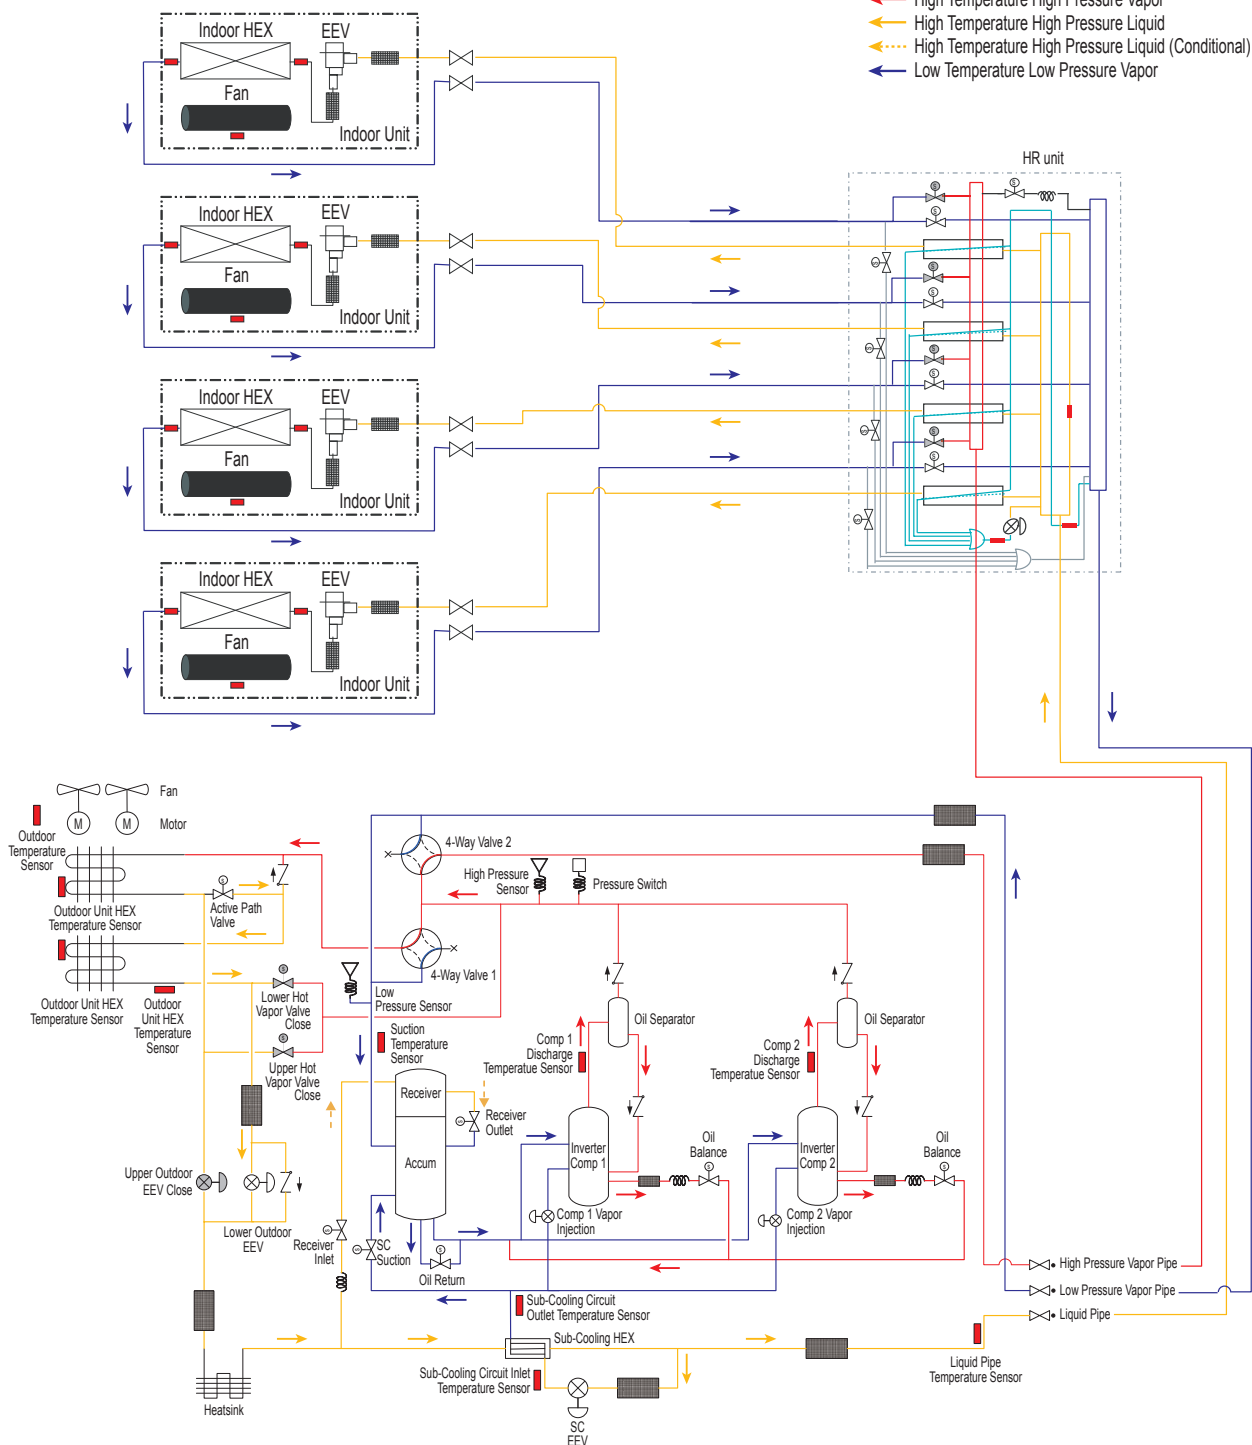 High Temperature High Pressure Vapor
High Temperature High Pressure Liquid
High Temperature High Pressure Liquid (Conditional)
Low Temperature Low Pressure Vapor
Indoor HEX
EEV
Fan
Indoor Unit
Indoor HEX
EEV
Fan
Indoor Unit
Indoor HEX
EEV
Fan
Indoor Unit
Indoor HEX
EEV
Fan
Indoor Unit
HR unit
S
S
S
S
S
S
S
S
S
S
S
S
S
Fan
M
M
Motor
Outdoor
Temperature
Sensor
4-Way Valve 2
High Pressure
Sensor
Pressure Switch
S
Active Path
Valve
Outdoor Unit HEX
Temperature Sensor
4-Way Valve 1
S
Lower Hot
Vapor Valve
Close
Outdoor Unit HEX
Temperature Sensor
Outdoor
Unit HEX
Temperature
Sensor
Low
Pressure Sensor
S
Upper Hot
Vapor Valve
Close
Suction
Temperature
Sensor
Oil Separator
Oil Separator
Comp 1
Discharge
Temperatue Sensor
Comp 2
Discharge
Temperatue Sensor
Receiver
S
Receiver
Outlet
Accum
Inverter
Comp 1
Oil
Balance
S
Inverter
Comp 2
Oil
Balance
S
Upper Outdoor
EEV Close
Lower Outdoor
EEV
S
Receiver
Inlet
S
SC
Suction
S
Oil Return
Comp 1 Vapor
Injection
Comp 2 Vapor
Injection
High Pressure Vapor Pipe
Low Pressure Vapor Pipe
Liquid Pipe
Sub-Cooling Circuit
Outlet Temperature Sensor
Sub-Cooling HEX
Sub-Cooling Circuit Inlet
Temperature Sensor
Liquid Pipe
Temperature Sensor
Heatsink
SC
EEV